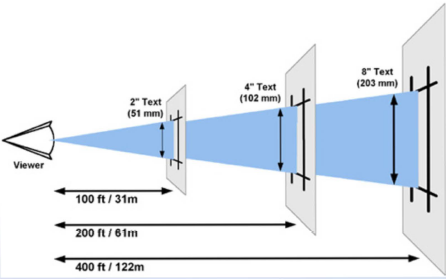 2" Text
(51 mm)
4" Text
(102 mm)
8" Text
(203 mm)
Viewer
100 ft / 31m
200 ft / 61m
400 ft / 122m